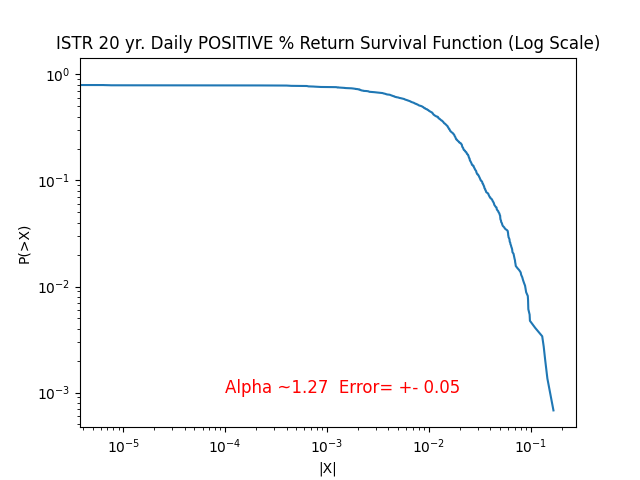 ISTR 20 yr. Daily POSITIVE % Return Survival Function (Log Scale)
10⁰
10⁻¹
10⁻²
10⁻³
P(>X)
Alpha ~1.27  Error= +- 0.05
10⁻⁵ 10⁻⁴ 10⁻³ 10⁻² 10⁻¹
|X|